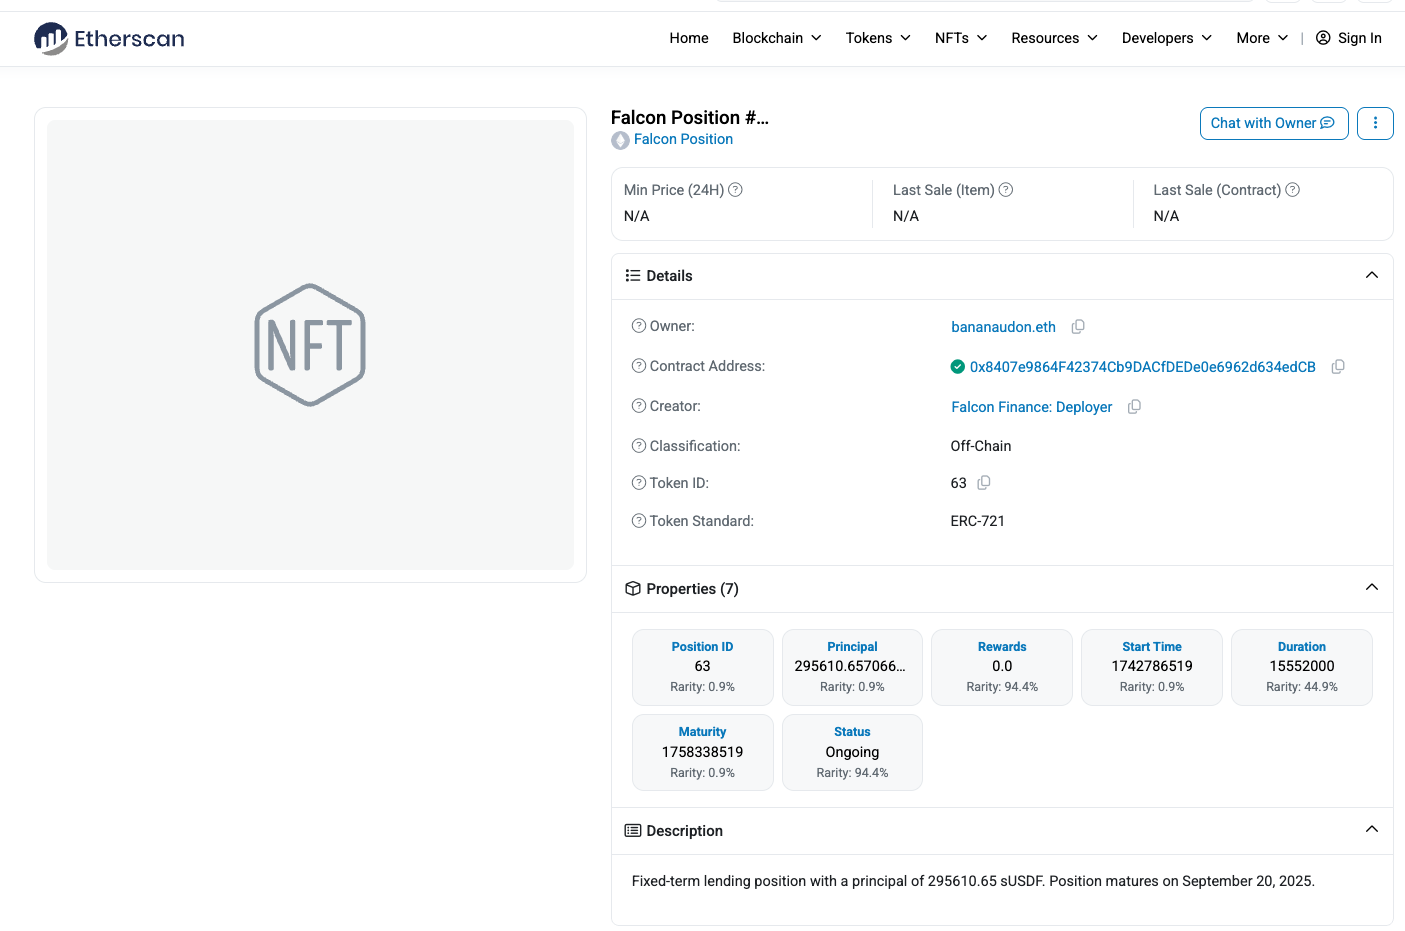 Etherscan
Home Blockchain Tokens NFTs Resources Developers More | Sign In
NFT
Falcon Position #...
Falcon Position
Chat with Owner
Min Price (24H)
N/A
Last Sale (Item)
N/A
Last Sale (Contract)
N/A
Details
Owner: bananaudon.eth
Contract Address: 0x8407e9864F42374Cb9DACfDEDe0e6962d634edCB
Creator: Falcon Finance: Deployer
Classification: Off-Chain
Token ID: 63
Token Standard: ERC-721
Properties (7)
Position ID
63
Rarity: 0.9%
Principal
295610.657066...
Rarity: 0.9%
Rewards
0.0
Rarity: 94.4%
Start Time
1742786519
Rarity: 0.9%
Duration
15552000
Rarity: 44.9%
Maturity
1758338519
Rarity: 0.9%
Status
Ongoing
Rarity: 94.4%
Description
Fixed-term lending position with a principal of 295610.65 sUSDF. Position matures on September 20, 2025.